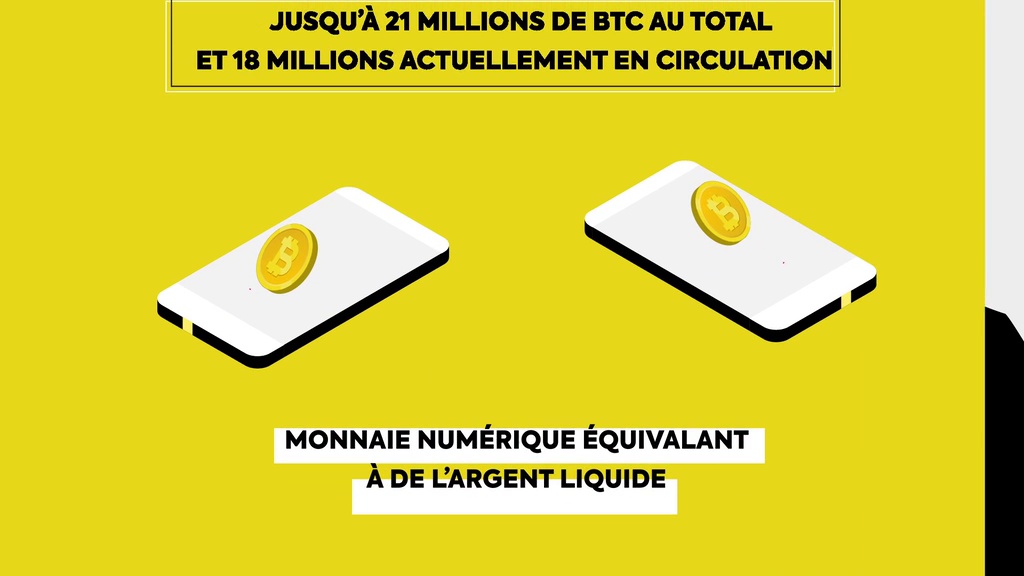 JUSQU’À 21 MILLIONS DE BTC AU TOTAL
ET 18 MILLIONS ACTUELLEMENT EN CIRCULATION
MONNAIE NUMÉRIQUE ÉQUIVALANT
À DE L’ARGENT LIQUIDE